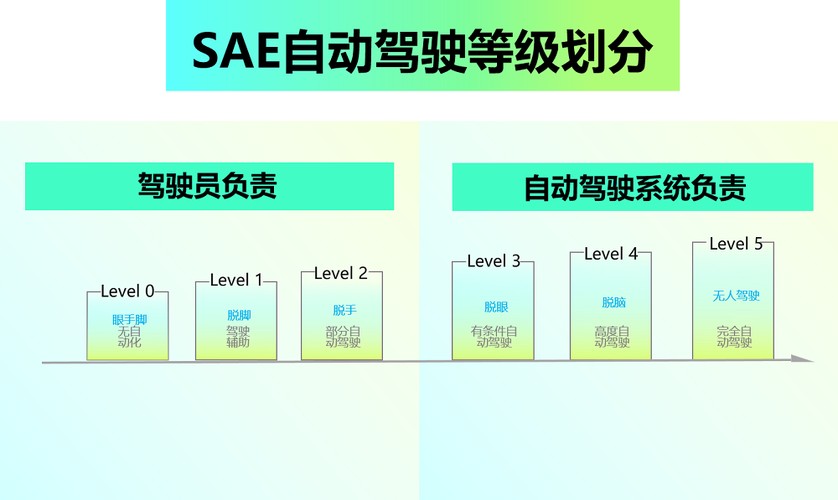 SAE自动驾驶等级划分
驾驶员负责
自动驾驶系统负责
Level 0
眼手脚
无自
动化
Level 1
脱脚
驾驶
辅助
Level 2
脱手
部分自
动驾驶
Level 3
脱眼
有条件自
动驾驶
Level 4
脱脑
高度自
动驾驶
Level 5
无人驾驶
完全自
动驾驶